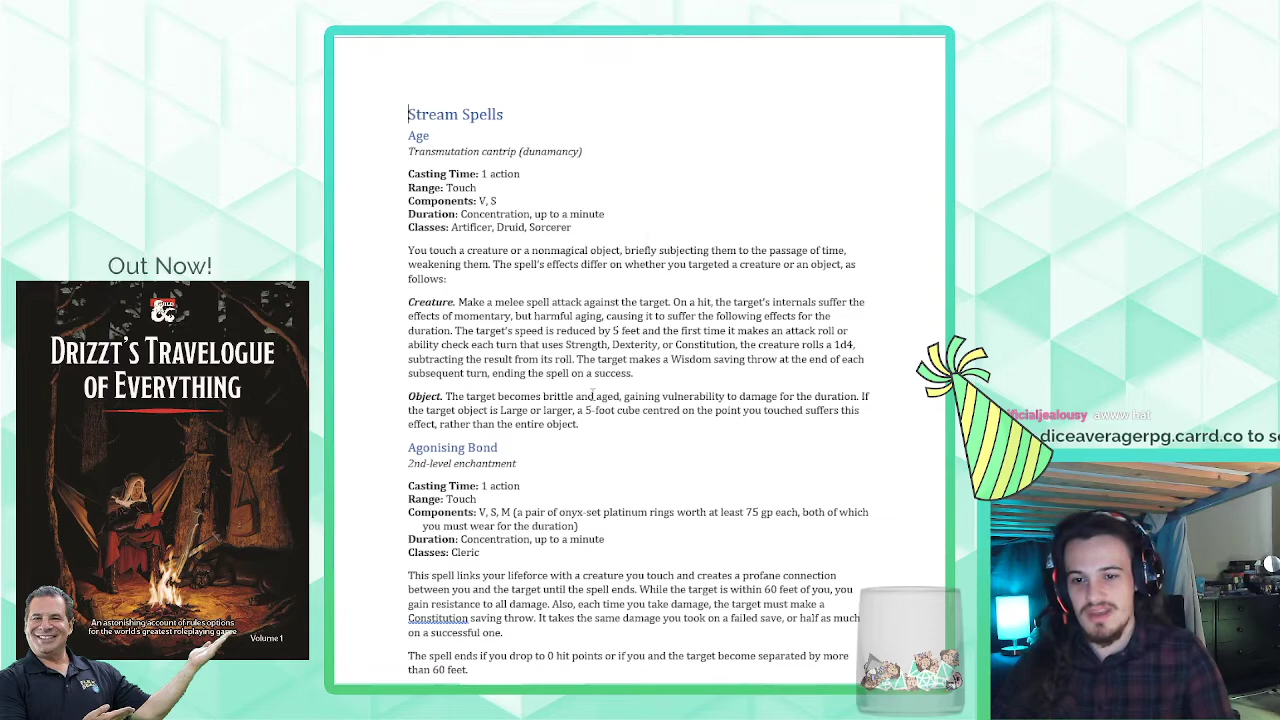 Stream Spells
Age
Transmutation cantrip (dunamancy)
Casting Time: 1 action
Range: Touch
Components: V, S
Duration: Concentration, up to a minute
Classes: Artificer, Druid, Sorcerer
You touch a creature or a nonmagical object, briefly subjecting them to the passage of time,
weakening them. The spell's effects differ on whether you targeted a creature or an object, as
follows:
Creature. Make a melee spell attack against the target. On a hit, the target's internals suffer the
effects of momentary, but harmful aging, causing it to suffer the following effects for the
duration. The target's speed is reduced by 5 feet and the first time it makes an attack roll or
ability check each turn that uses Strength, Dexterity, or Constitution, the creature rolls a 1d4,
subtracting the result from its roll. The target makes a Wisdom saving throw at the end of each
subsequent turn, ending the spell on a success.
Object. The target becomes brittle and aged, gaining vulnerability to damage for the duration. If
the target object is Large or larger, a 5-foot cube centred on the point you touched suffers this
effect, rather than the entire object.
Agonising Bond
2nd-level enchantment
Casting Time: 1 action
Range: Touch
Components: V, S, M (a pair of onyx-set platinum rings worth at least 75 gp each, both of which
you must wear for the duration)
Duration: Concentration, up to a minute
Classes: Cleric
This spell links your lifeforce with a creature you touch and creates a profane connection
between you and the target until the spell ends. While the target is within 60 feet of you, you
gain resistance to all damage. Also, each time you take damage, the target must make a
Constitution saving throw. It takes the same damage you took on a failed save, or half as much
on a successful one.
The spell ends if you drop to 0 hit points or if you and the target become separated by more
than 60 feet.
Out Now!
DRIZZT'S TRAVELOGUE
OF EVERYTHING
An astonishing account of rules options
for the world's greatest roleplaying game
Volume 1
ficialjealousy awww hat
diceaveragerpg.carrd.co to s